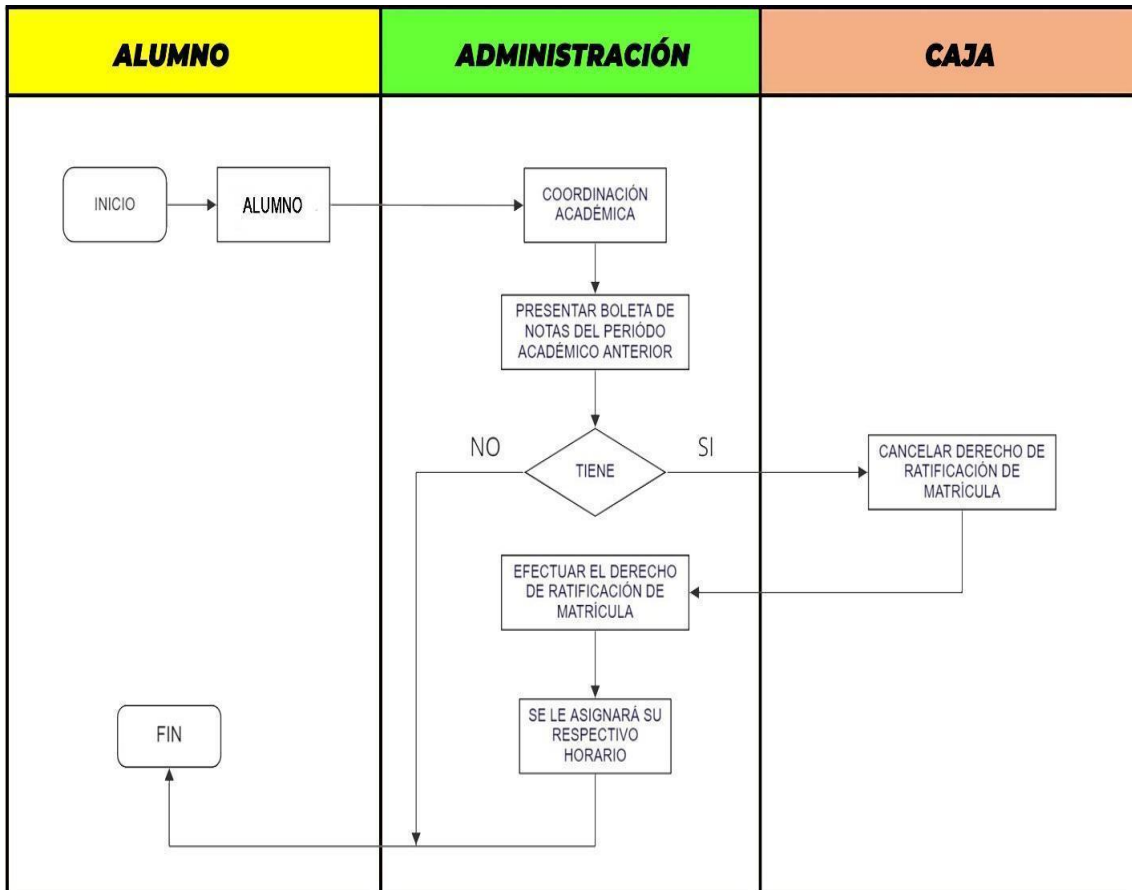 ALUMNO
ADMINISTRACIÓN
CAJA
INICIO
ALUMNO
COORDINACIÓN
ACADÉMICA
PRESENTAR BOLETA DE
NOTAS DEL PERIÓDO
ACADÉMICO ANTERIOR
NO
TIENE
SI
CANCELAR DERECHO DE
RATIFICACIÓN DE
MATRÍCULA
EFECTUAR EL DERECHO
DE RATIFICACIÓN DE
MATRÍCULA
SE LE ASIGNARÁ SU
RESPECTIVO
HORARIO
FIN